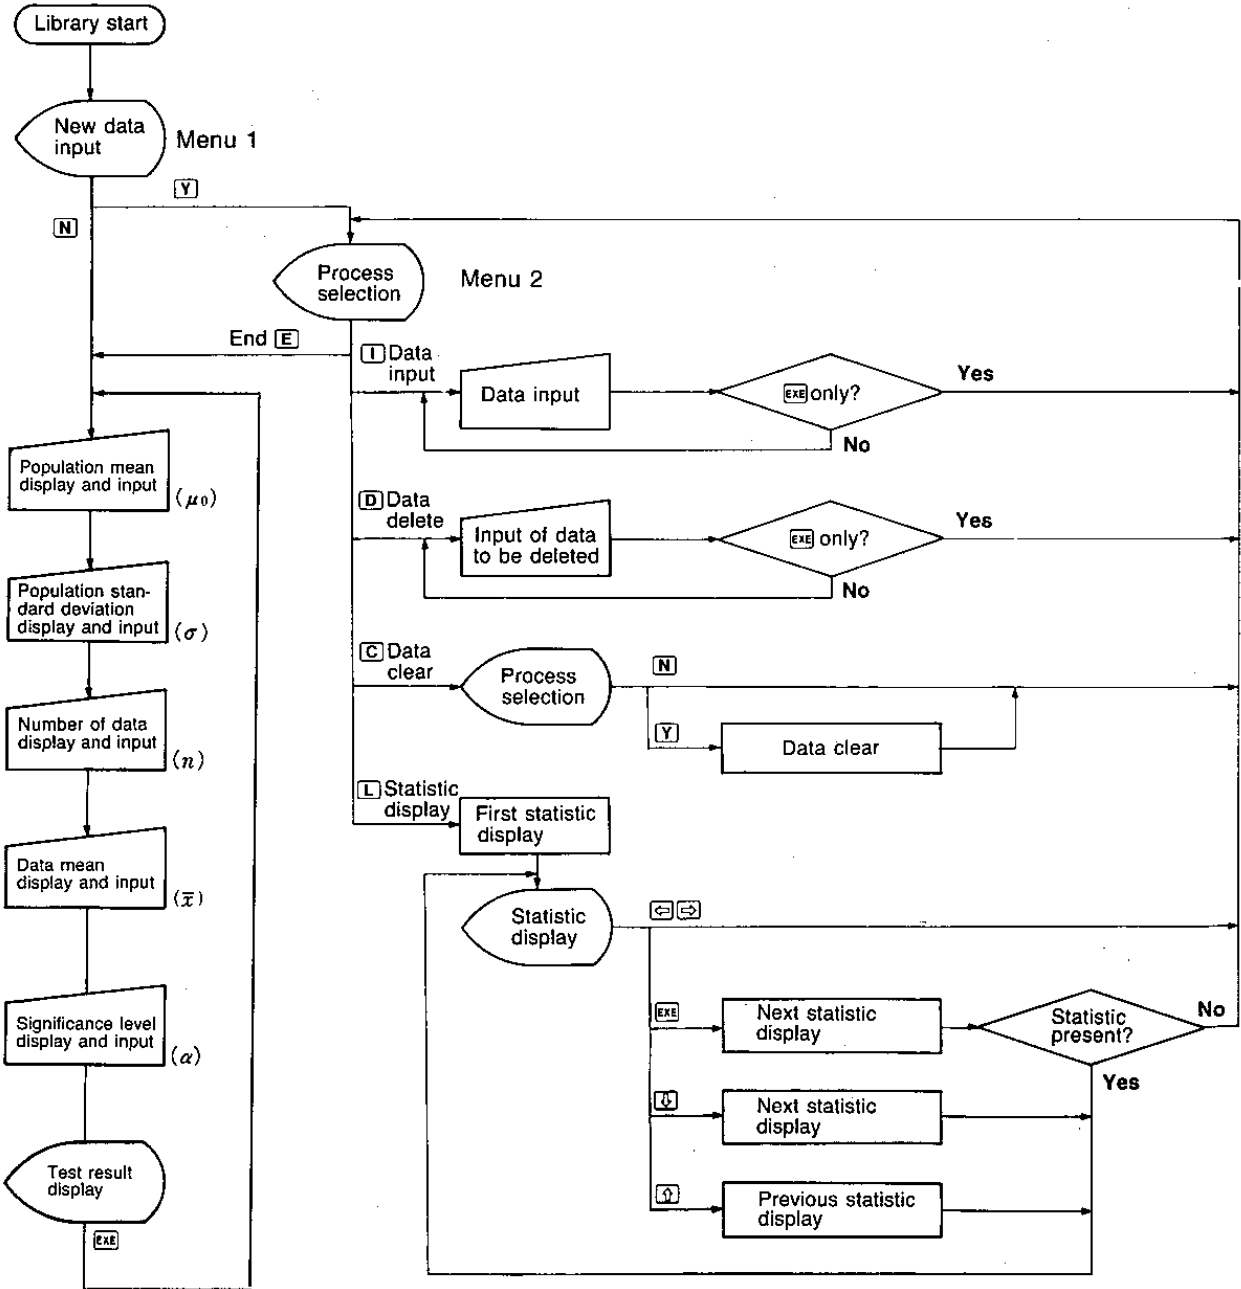 Library start
New data
input
Menu 1
Y
N
Process
selection
Menu 2
End E
I Data
input
Data input
EXE only?
Yes
No
D Data
delete
Input of data
to be deleted
EXE only?
Yes
No
C Data
clear
Process
selection
N
Y
Data clear
L Statistic
display
First statistic
display
Statistic
display
⇦ ⇨
EXE
Next statistic
display
Statistic
present?
No
Yes
⇩
Next statistic
display
⇧
Previous statistic
display
Population mean
display and input
(μ₀)
Population stan-
dard deviation
display and input
(σ)
Number of data
display and input
(n)
Data mean
display and input
(x̅)
Significance level
display and input
(α)
Test result
display
EXE